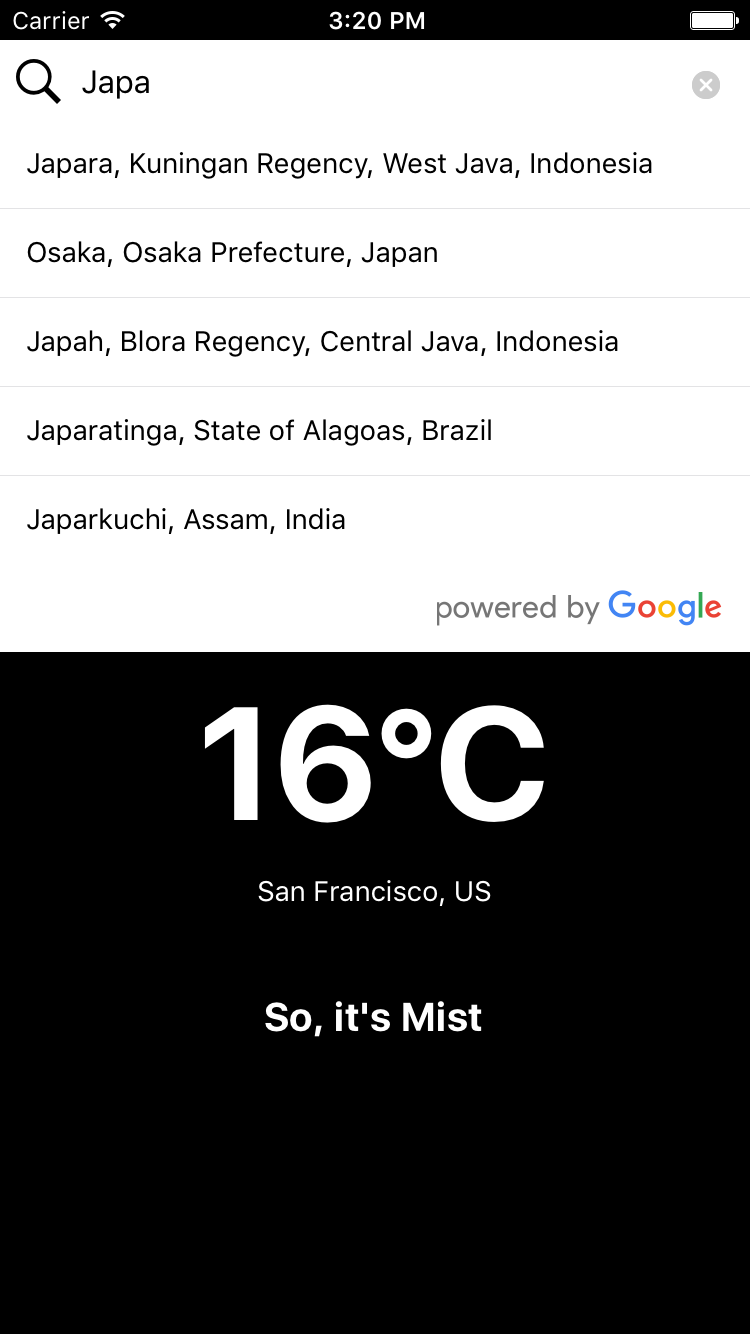 Carrier 3:20 PM
Japa
Japara, Kuningan Regency, West Java, Indonesia
Osaka, Osaka Prefecture, Japan
Japah, Blora Regency, Central Java, Indonesia
Japaratinga, State of Alagoas, Brazil
Japarkuchi, Assam, India
powered by Google
16°C
San Francisco, US
So, it's Mist